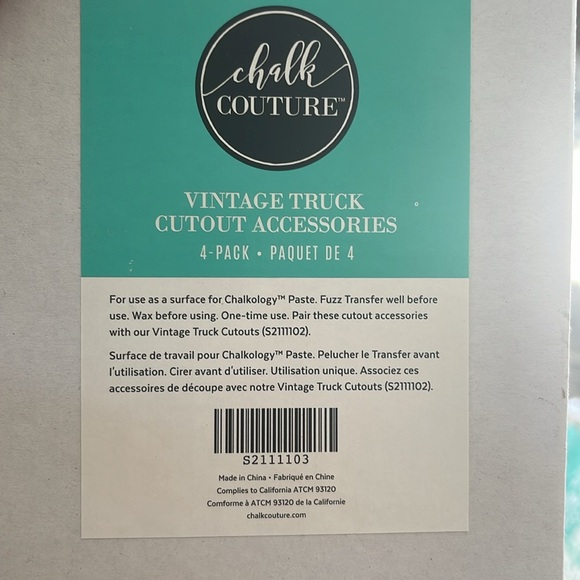 chalk
COUTURE™
VINTAGE TRUCK
CUTOUT ACCESSORIES
4-PACK • PAQUET DE 4
For use as a surface for Chalkology™ Paste. Fuzz Transfer well before
use. Wax before using. One-time use. Pair these cutout accessories
with our Vintage Truck Cutouts (S2111102).
Surface de travail pour Chalkology™ Paste. Pelucher le Transfer avant
l'utilisation. Cirer avant d'utiliser. Utilisation unique. Associez ces
accessoires de découpe avec notre Vintage Truck Cutouts (S2111102).
S2111103
Made in China • Fabriqué en Chine
Complies to California ATCM 93120
Comforme à ATCM 93120 de la Californie
chalkcouture.com